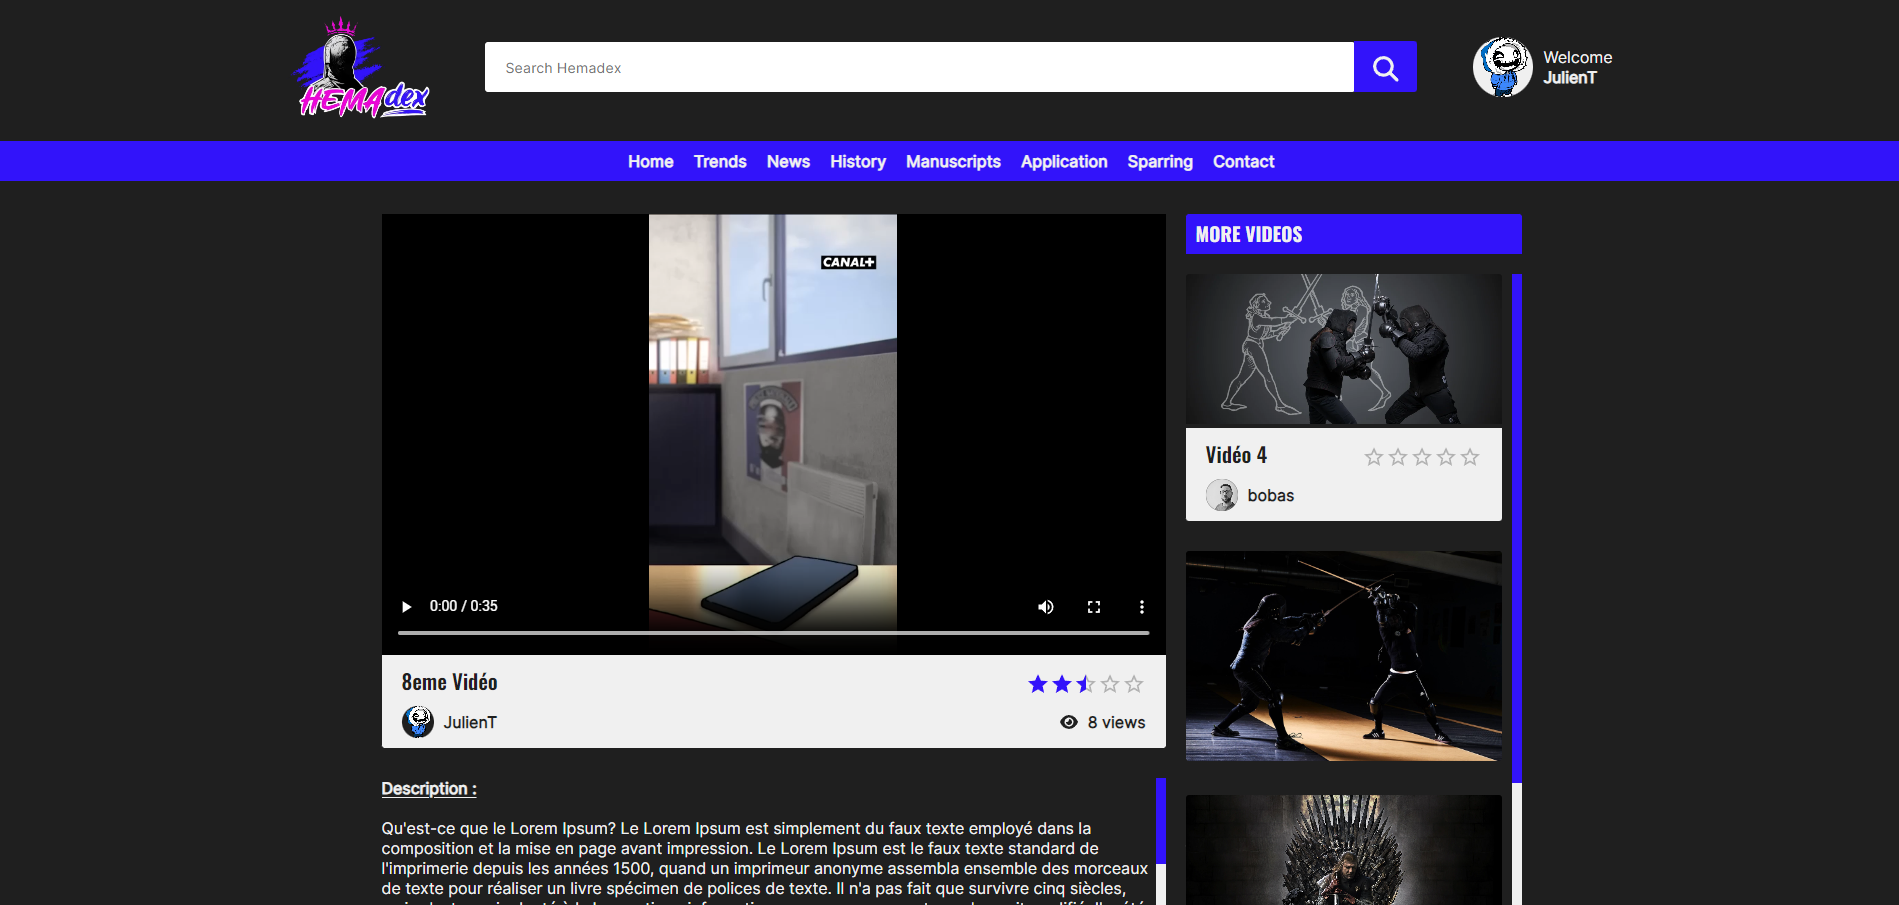 HEMAdex
Search Hemadex
Welcome
JulienT
Home Trends News History Manuscripts Application Sparring Contact
CANAL+
0:00 / 0:35
8eme Vidéo
JulienT
8 views
Description :
Qu'est-ce que le Lorem Ipsum? Le Lorem Ipsum est simplement du faux texte employé dans la
composition et la mise en page avant impression. Le Lorem Ipsum est le faux texte standard de
l'imprimerie depuis les années 1500, quand un imprimeur anonyme assembla ensemble des morceaux
de texte pour réaliser un livre spécimen de polices de texte. Il n'a pas fait que survivre cinq siècles,
MORE VIDEOS
Vidéo 4
bobas